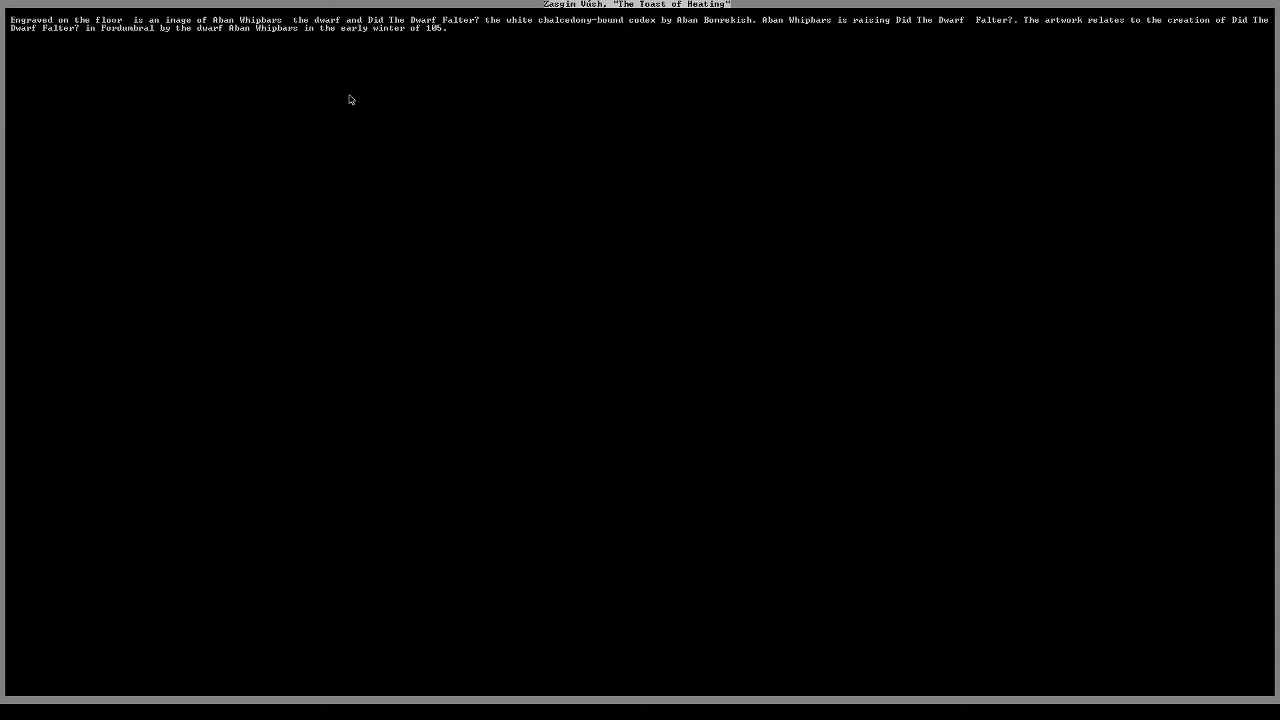 Zasgin Vúsh, "The Toast of Heating"
Engraved on the floor is an image of Aban Whipbars the dwarf and Did The Dwarf Falter? the white chalcedony-bound codex by Aban Bomrekish. Aban Whipbars is raising Did The Dwarf Falter?. The artwork relates to the creation of Did The
Dwarf Falter? in Fordumbral by the dwarf Aban Whipbars in the early winter of 105.